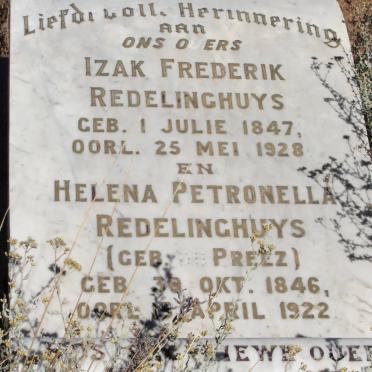 Liefdevolle Herinnering
AAN
ONS OUERS
IZAK FREDERIK
REDELINGHUYS
GEB. 1 JULIE 1847,
OORL. 25 MEI 1928
EN
HELENA PETRONELLA
REDELINGHUYS
(GEB. PREEZ)
GEB. OKT. 1846,
OORL. APRIL 1922